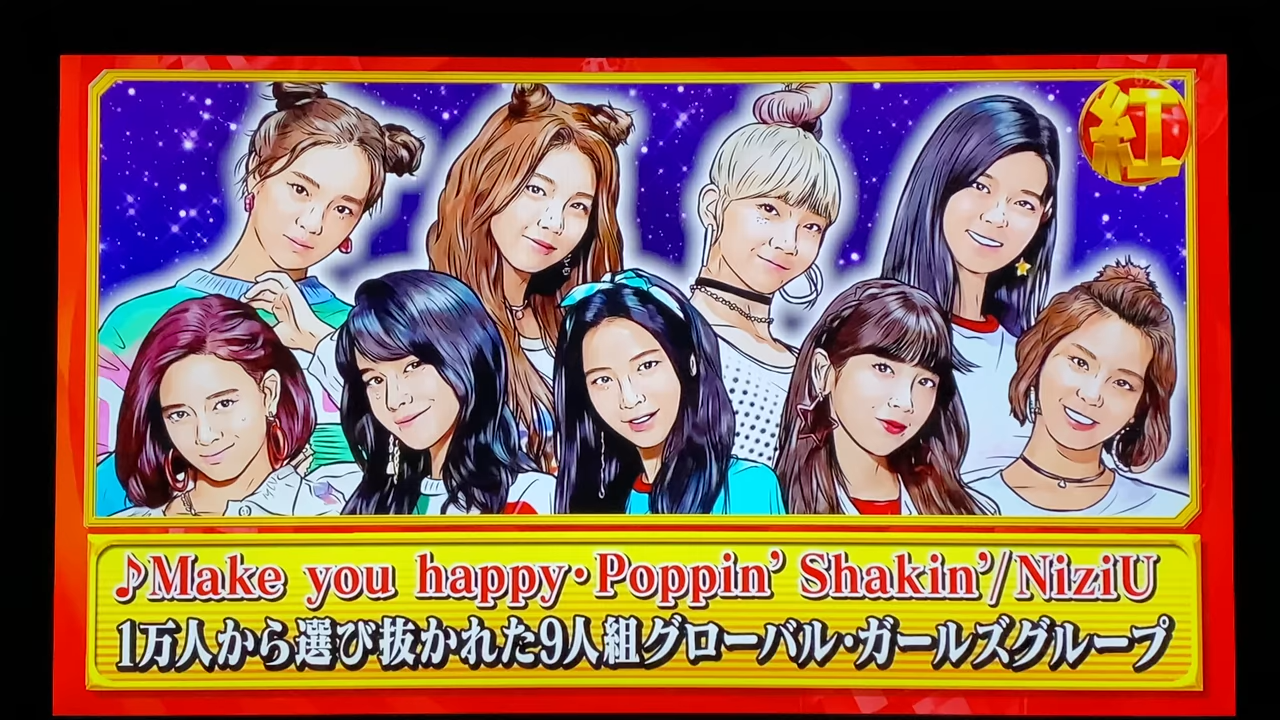 紅
♪Make you happy・Poppin' Shakin'/NiziU
1万人から選び抜かれた9人組グローバル・ガールズグループ